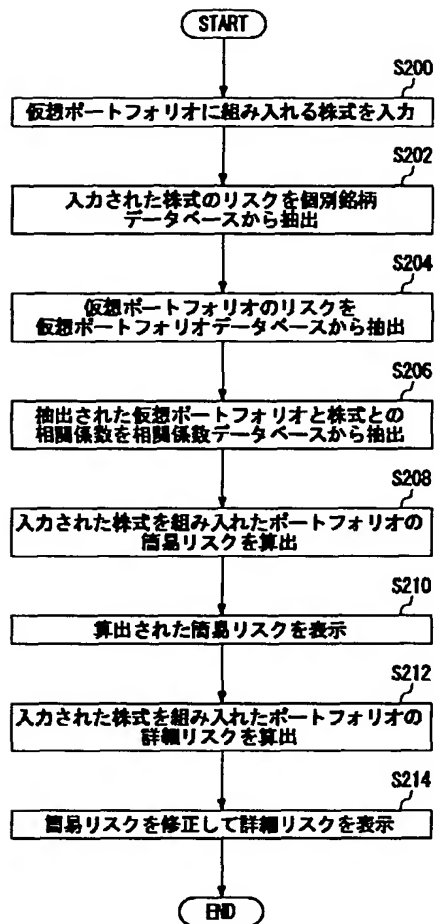 START
S200
仮想ポートフォリオに組み入れる株式を入力
S202
入力された株式のリスクを個別銘柄
データベースから抽出
S204
仮想ポートフォリオのリスクを
仮想ポートフォリオデータベースから抽出
S206
抽出された仮想ポートフォリオと株式との
相関係数を相関係数データベースから抽出
S208
入力された株式を組み入れたポートフォリオの
簡易リスクを算出
S210
算出された簡易リスクを表示
S212
入力された株式を組み入れたポートフォリオの
詳細リスクを算出
S214
簡易リスクを修正して詳細リスクを表示
END